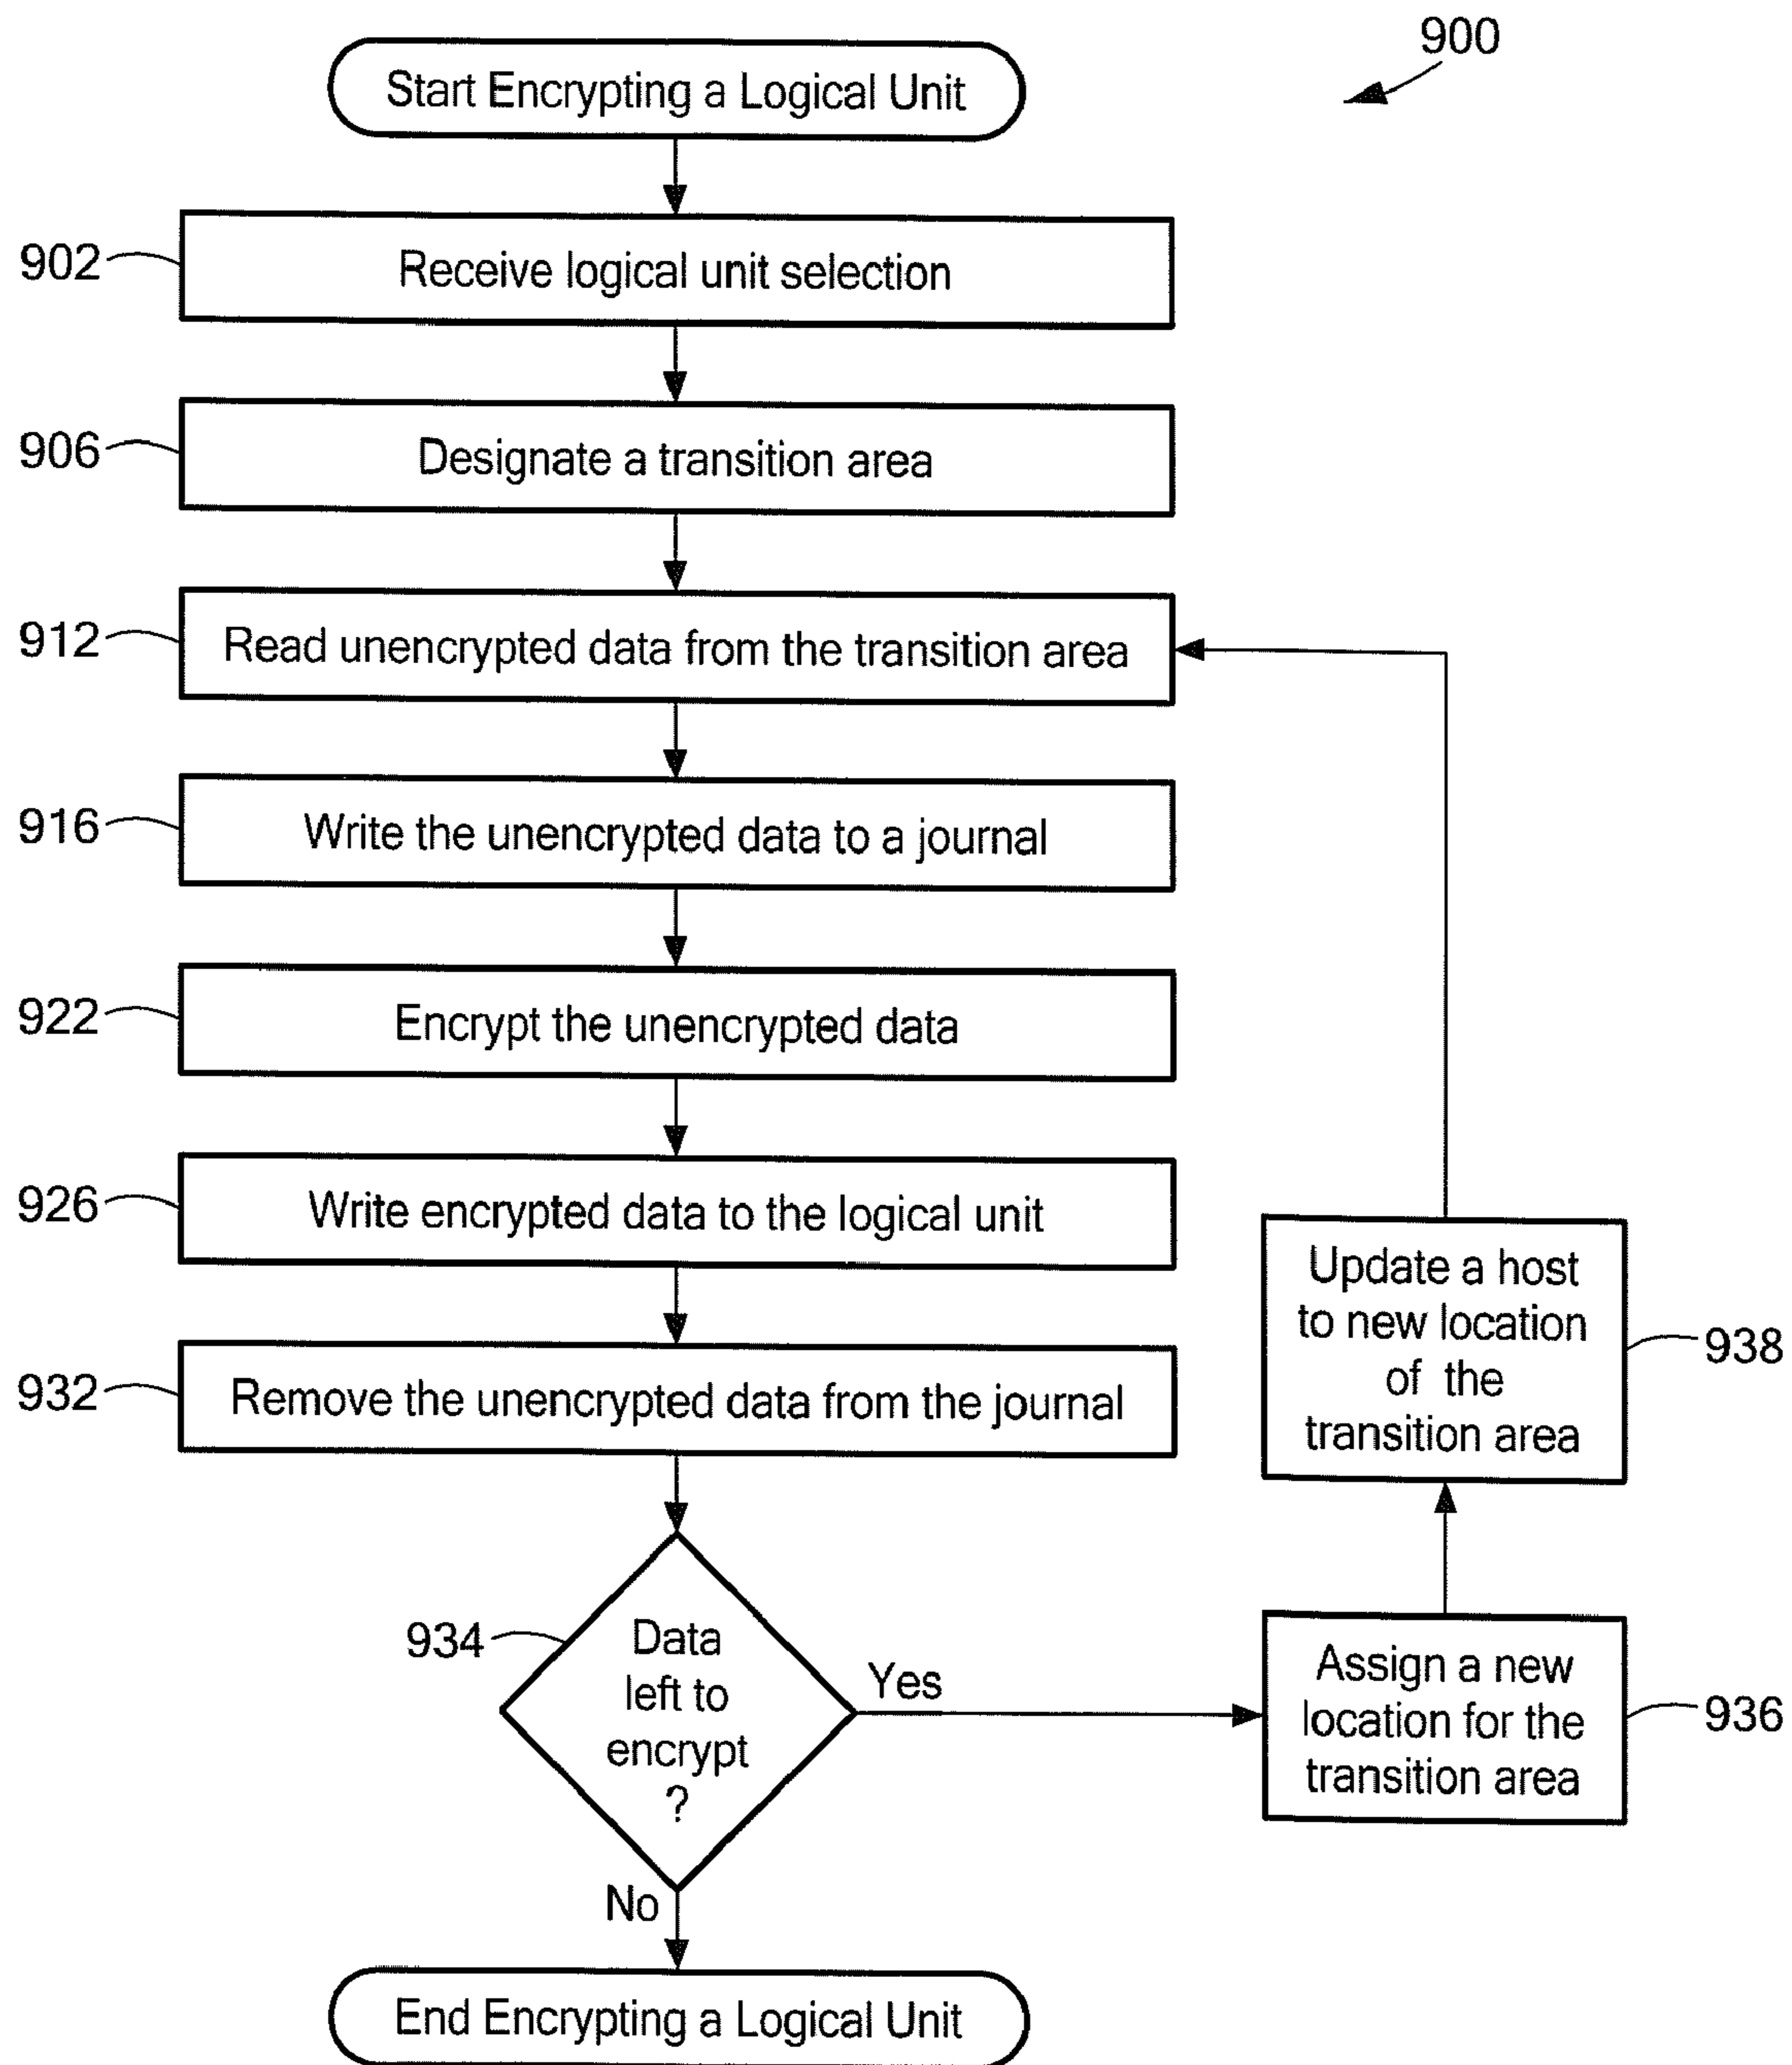 900
Start Encrypting a Logical Unit
902
Receive logical unit selection
906
Designate a transition area
912
Read unencrypted data from the transition area
916
Write the unencrypted data to a journal
922
Encrypt the unencrypted data
926
Write encrypted data to the logical unit
932
Remove the unencrypted data from the journal
934
Data
left to
encrypt
?
Yes
No
Assign a new
location for the
transition area
936
Update a host
to new location
of the
transition area
938
End Encrypting a Logical Unit